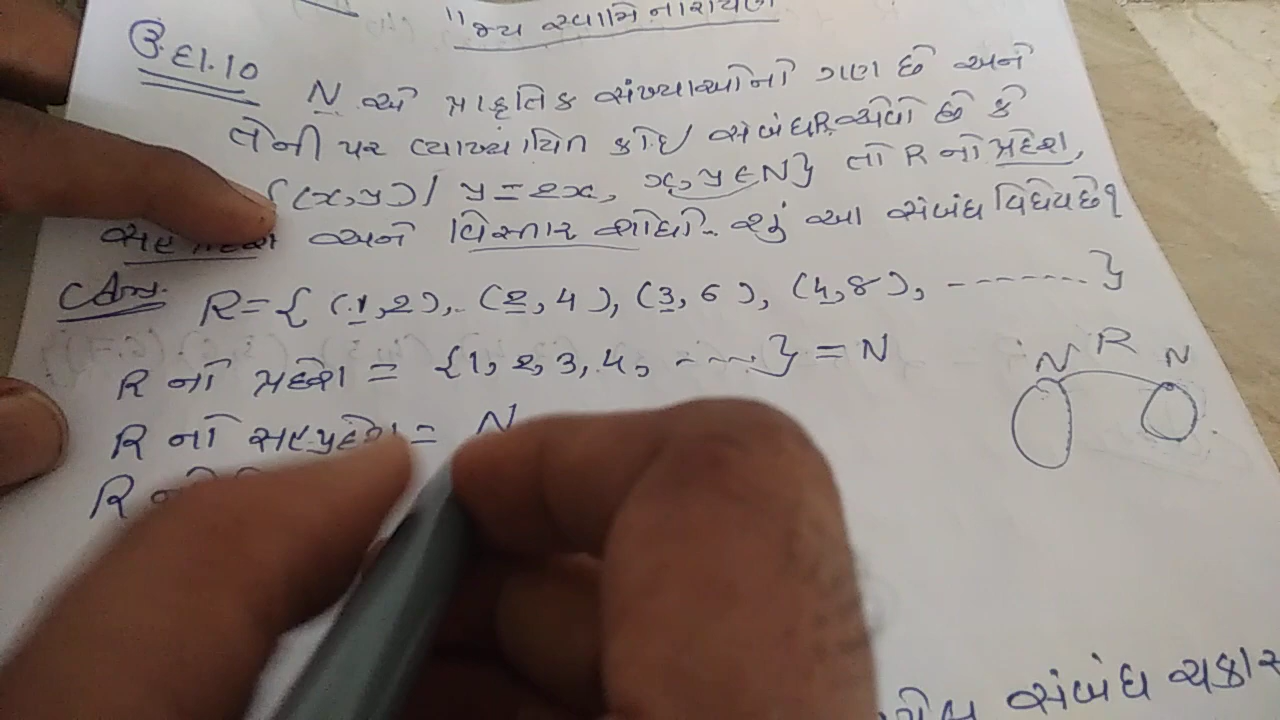 "જય સ્વામિનારાયણ
ઉદા.10 N એ પ્રાકૃતિક સંખ્યાઓનો ગણ છે અને
તેની પર વ્યાખ્યાયિત કોઈ સંબંધ R એવો છે કે
{(x,y) / y = 2x, x, y ∈ N} તો R નો પ્રદેશ,
સહપ્રદેશ અને વિસ્તાર શોધો. શું આ સંબંધ વિધેય છે?
Ans. R = { (1,2), (2,4), (3,6), (4,8), ------- }
R નો પ્રદેશ = {1, 2, 3, 4, ----} = N
N R N
R નો સહપ્રદેશ = N
R નો
સંબંધ